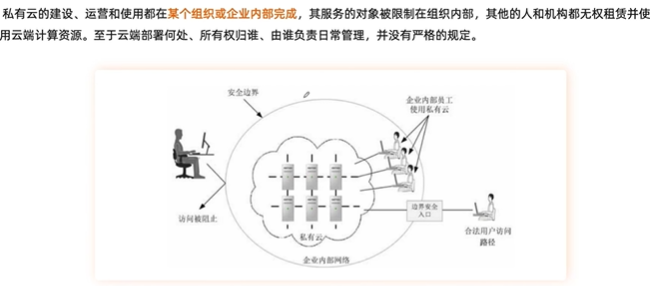 私有云的建设、运营和使用都在某个组织或企业内部完成，其服务的对象被限制在组织内部，其他的人和机构都无权租赁并使
用云端计算资源。至于云端部署何处、所有权归谁、由谁负责日常管理，并没有严格的规定。
安全边界
企业内部员工
使用私有云
访问被阻止
边界安全
入口
私有云
合法用户访问
路径
企业内部网络